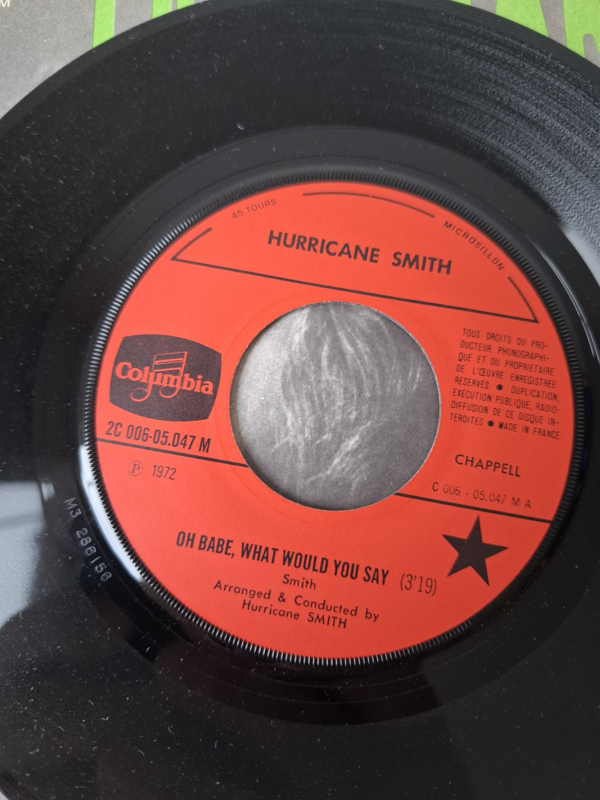 45 TOURS
MICROSILLON
HURRICANE SMITH
TOUS DROITS DU PRO-
DUCTEUR PHONOGRAPHI-
QUE ET DU PROPRIETAIRE
DE L'ŒUVRE ENREGISTREE
RESERVES ● DUPLICATION,
EXECUTION PUBLIQUE, RADIO-
DIFFUSION DE CE DISQUE IN-
TERDITES ● MADE IN FRANCE
Columbia
2C 006-05.047 M
Ⓟ 1972
CHAPPELL
C 006 - 05.047 M A
OH BABE, WHAT WOULD YOU SAY (3'19)
Smith
Arranged & Conducted by
Hurricane SMITH
M3 286156